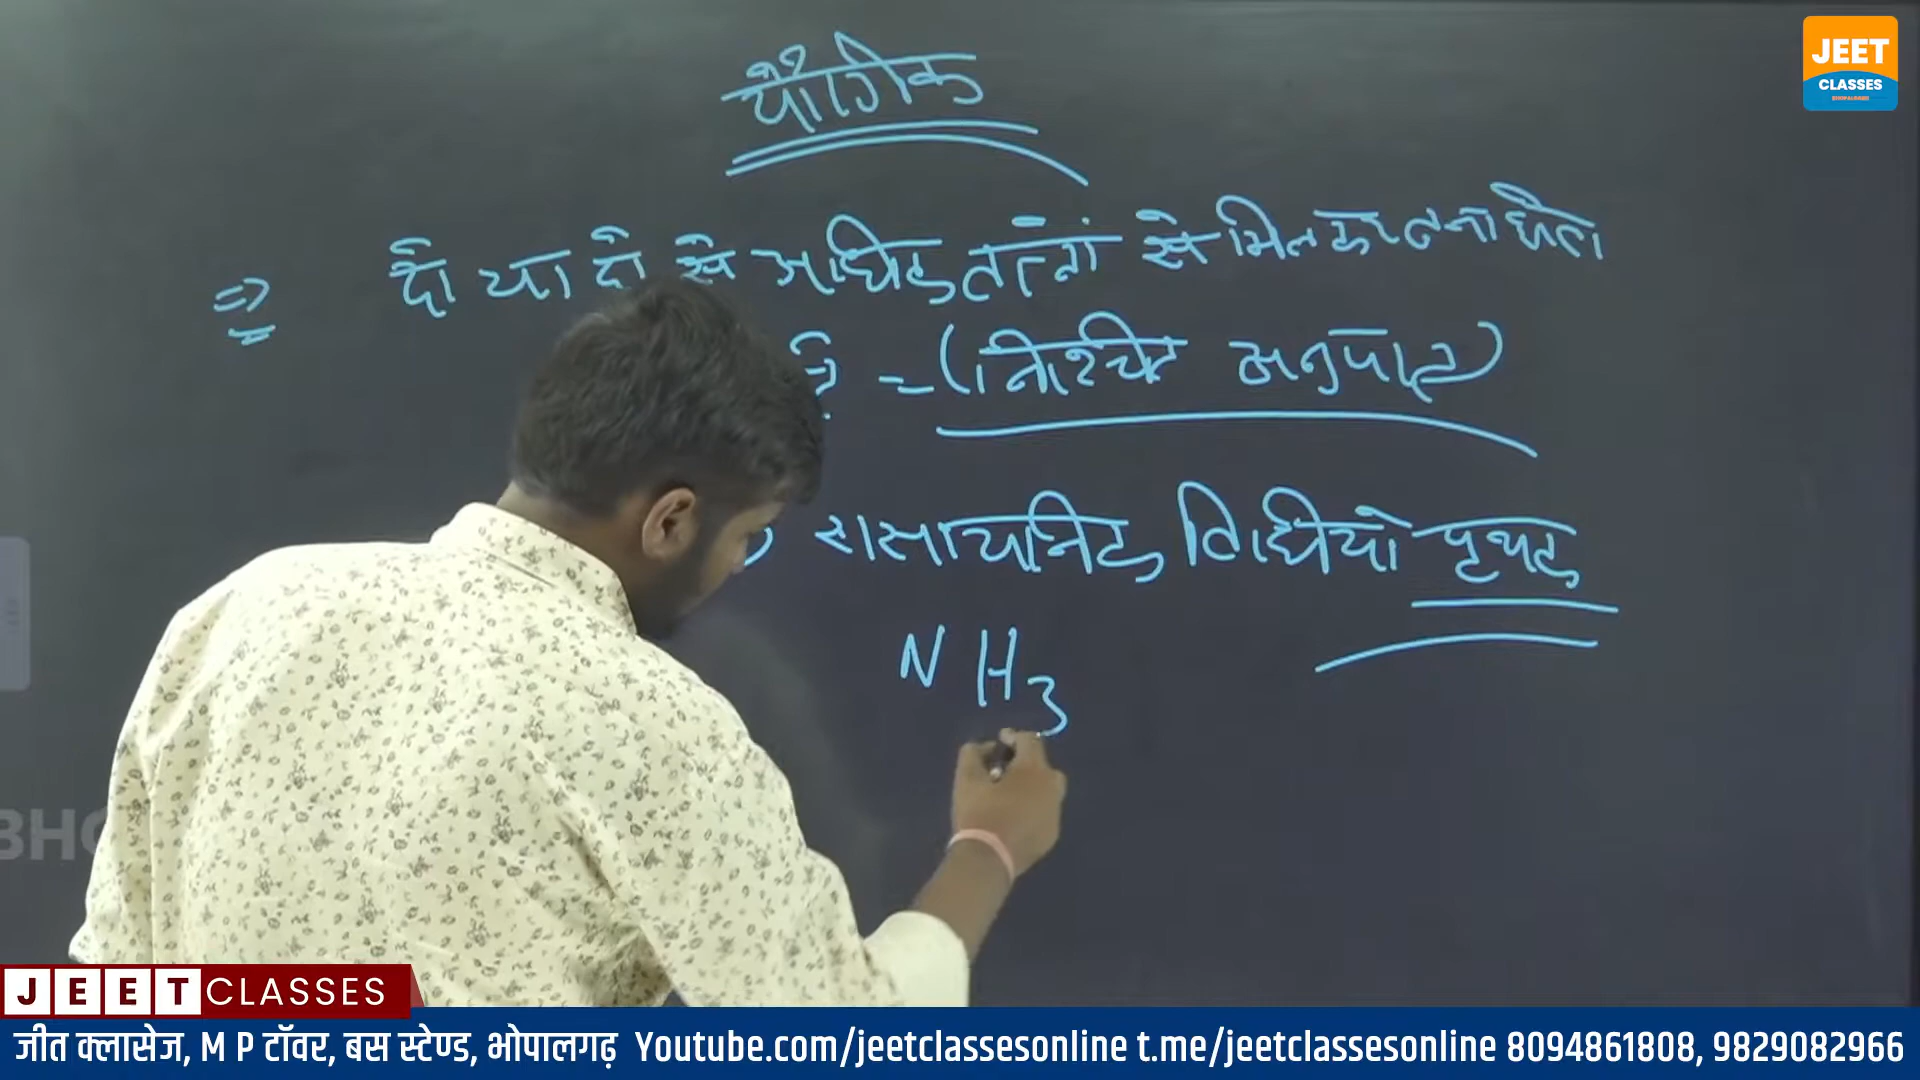 यौगिक
JEET
CLASSES
=> दो या दो से अधिक तत्वों से मिलकर बना होता
है = (निश्चित अनुपात)
रासायनिक विधियो पृथक
NH3
JEET CLASSES
जीत क्लासेज, M P टॉवर, बस स्टेण्ड, भोपालगढ़ Youtube.com/jeetclassesonline t.me/jeetclassesonline 8094861808, 9829082966